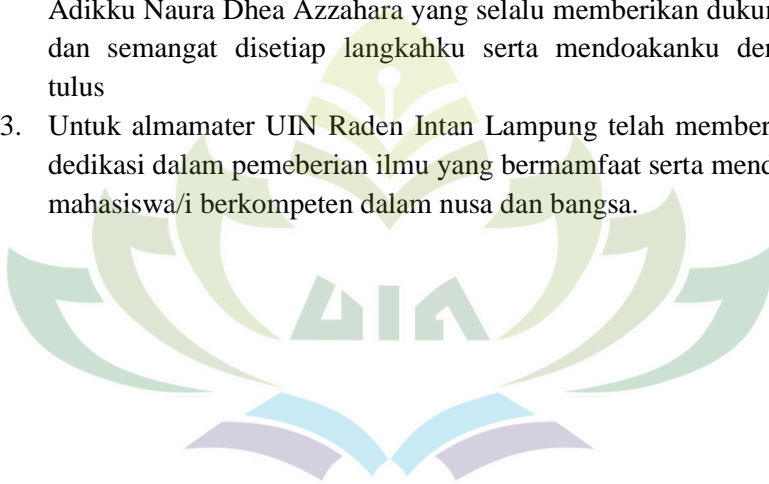 Adikku Naura Dhea Azzahara yang selalu memberikan
dan semangat disetiap langkahku serta mendoakanku
tulus
3. Untuk almamater UIN Raden Intan Lampung telah
dedikasi dalam pemeberian ilmu yang bermamfaat serta
mahasiswa/i berkompeten dalam nusa dan bangsa.
UIN